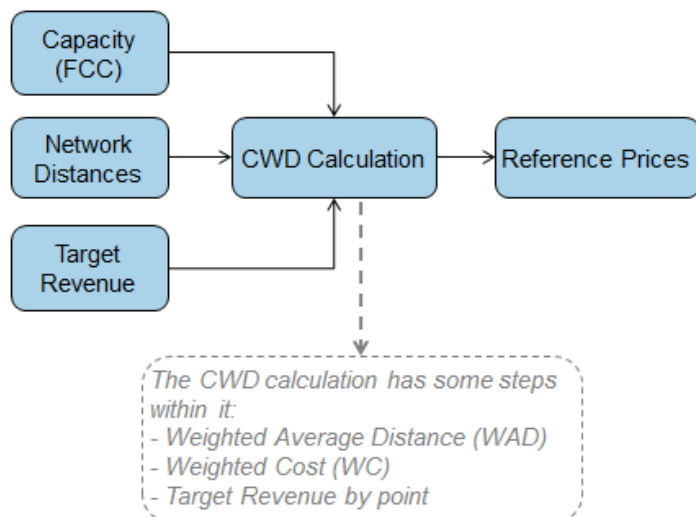 Capacity
(FCC)
Network
Distances
CWD Calculation
Reference Prices
Target
Revenue
The CWD calculation has some steps
within it:
- Weighted Average Distance (WAD)
- Weighted Cost (WC)
- Target Revenue by point